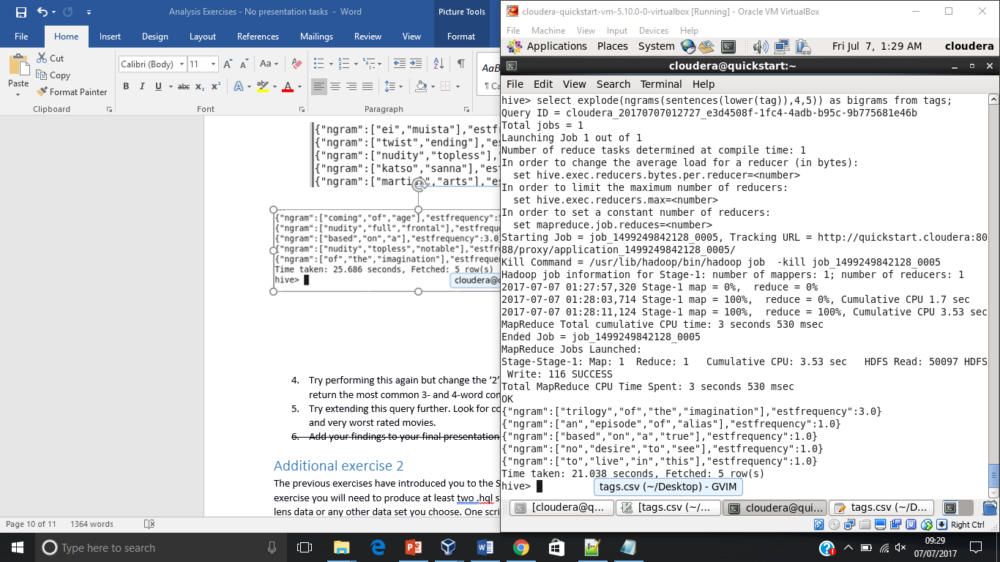 Analysis Exercises - No presentation tasks - Word
Picture Tools
File
Home
Insert
Design
Layout
References
Mailings
Review
View
Format
Paste
Cut
Copy
Format Painter
Clipboard
Calibri (Body)
11
Font
Paragraph
AaB
¶ Ca
{"ngram":["ei","muista"],"estf
{"ngram":["twist","ending"],"es
{"ngram":["nudity","topless"],
{"ngram":["katso","sanna"],"est
{"ngram":["martial","arts"],"es
{"ngram":["coming","of","age"],"estfrequency":5
{"ngram":["nudity","full","frontal"],"estfreque
{"ngram":["based","on","a"],"estfrequency":3.0}
{"ngram":["nudity","topless","notable"],"estfre
{"ngram":["of","the","imagination"],"estfrequen
Time taken: 25.686 seconds, Fetched: 5 row(s)
hive>
cloudera@q
4. Try performing this again but change the ‘2’
return the most common 3- and 4-word con
5. Try extending this query further. Look for co
and very worst rated movies.
6. Add your findings to your final presentation
Additional exercise 2
The previous exercises have introduced you to the S
exercise you will need to produce at least two .hql s
lens data or any other data set you choose. One scri
Page 10 of 11 1364 words
cloudera-quickstart-vm-5.10.0-0-virtualbox [Running] - Oracle VM VirtualBox
File Machine View Input Devices Help
Applications Places System Fri Jul 7, 1:29 AM cloudera
cloudera@quickstart:~
File Edit View Search Terminal Help
hive> select explode(ngrams(sentences(lower(tag)),4,5)) as bigrams from tags;
Query ID = cloudera_20170707012727_e3d4508f-1fc4-4adb-b95c-9b775681e46b
Total jobs = 1
Launching Job 1 out of 1
Number of reduce tasks determined at compile time: 1
In order to change the average load for a reducer (in bytes):
set hive.exec.reducers.bytes.per.reducer=<number>
In order to limit the maximum number of reducers:
set hive.exec.reducers.max=<number>
In order to set a constant number of reducers:
set mapreduce.job.reduces=<number>
Starting Job = job_1499249842128_0005, Tracking URL = http://quickstart.cloudera:80
88/proxy/application_1499249842128_0005/
Kill Command = /usr/lib/hadoop/bin/hadoop job -kill job_1499249842128_0005
Hadoop job information for Stage-1: number of mappers: 1; number of reducers: 1
2017-07-07 01:27:57,320 Stage-1 map = 0%, reduce = 0%
2017-07-07 01:28:03,714 Stage-1 map = 100%, reduce = 0%, Cumulative CPU 1.7 sec
2017-07-07 01:28:11,124 Stage-1 map = 100%, reduce = 100%, Cumulative CPU 3.53 sec
MapReduce Total cumulative CPU time: 3 seconds 530 msec
Ended Job = job_1499249842128_0005
MapReduce Jobs Launched:
Stage-Stage-1: Map: 1 Reduce: 1 Cumulative CPU: 3.53 sec HDFS Read: 50097 HDFS
Write: 116 SUCCESS
Total MapReduce CPU Time Spent: 3 seconds 530 msec
OK
{"ngram":["trilogy","of","the","imagination"],"estfrequency":3.0}
{"ngram":["an","episode","of","alias"],"estfrequency":1.0}
{"ngram":["based","on","a","true"],"estfrequency":1.0}
{"ngram":["no","desire","to","see"],"estfrequency":1.0}
{"ngram":["to","live","in","this"],"estfrequency":1.0}
Time taken: 21.038 seconds, Fetched: 5 row(s)
hive>
tags.csv (~/Desktop) - GVIM
[cloudera@q...
[tags.csv (~/...
cloudera@qui...
tags.csv (~/D...
Right Ctrl
Type here to search
09:29
07/07/2017